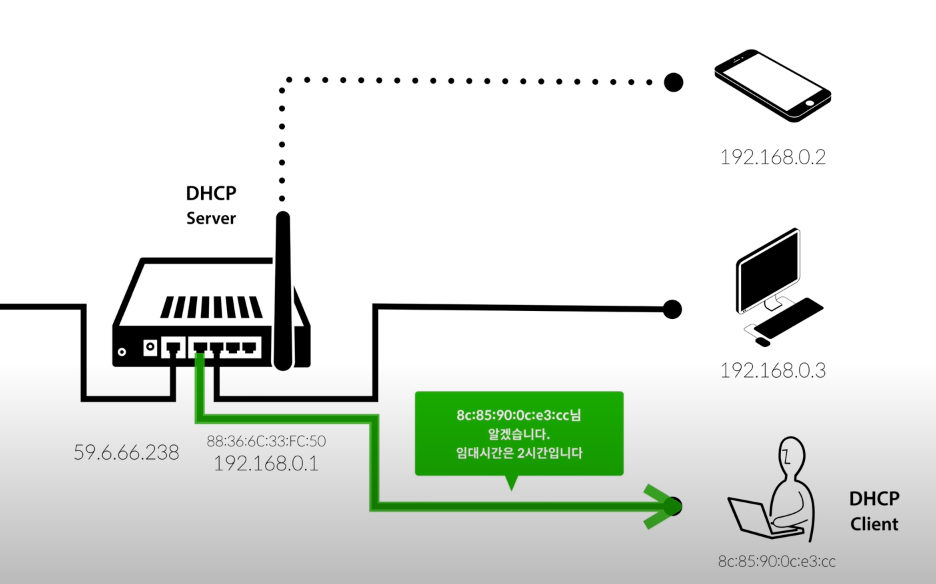 192.168.0.2
DHCP
Server
192.168.0.3
8c:85:90:0c:e3:cc님
알겠습니다.
임대시간은 2시간입니다
59.6.66.238
88:36:6C:33:FC:50
192.168.0.1
DHCP
Client
8c:85:90:0c:e3:cc